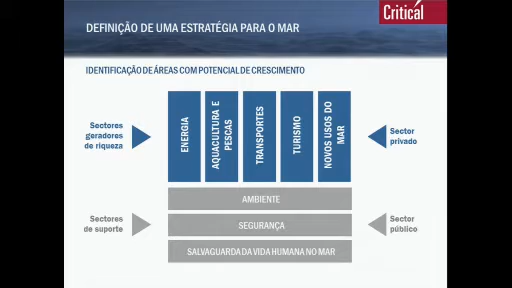 DEFINIÇÃO DE UMA ESTRATÉGIA PARA O MAR
Critical
IDENTIFICAÇÃO DE ÁREAS COM POTENCIAL DE CRESCIMENTO
Sectores
geradores
de riqueza
ENERGIA
AQUACULTURA E
PESCAS
TRANSPORTES
TURISMO
NOVOS USOS DO
MAR
Sector
privado
Sectores
de suporte
AMBIENTE
SEGURANÇA
SALVAGUARDA DA VIDA HUMANA NO MAR
Sector
público